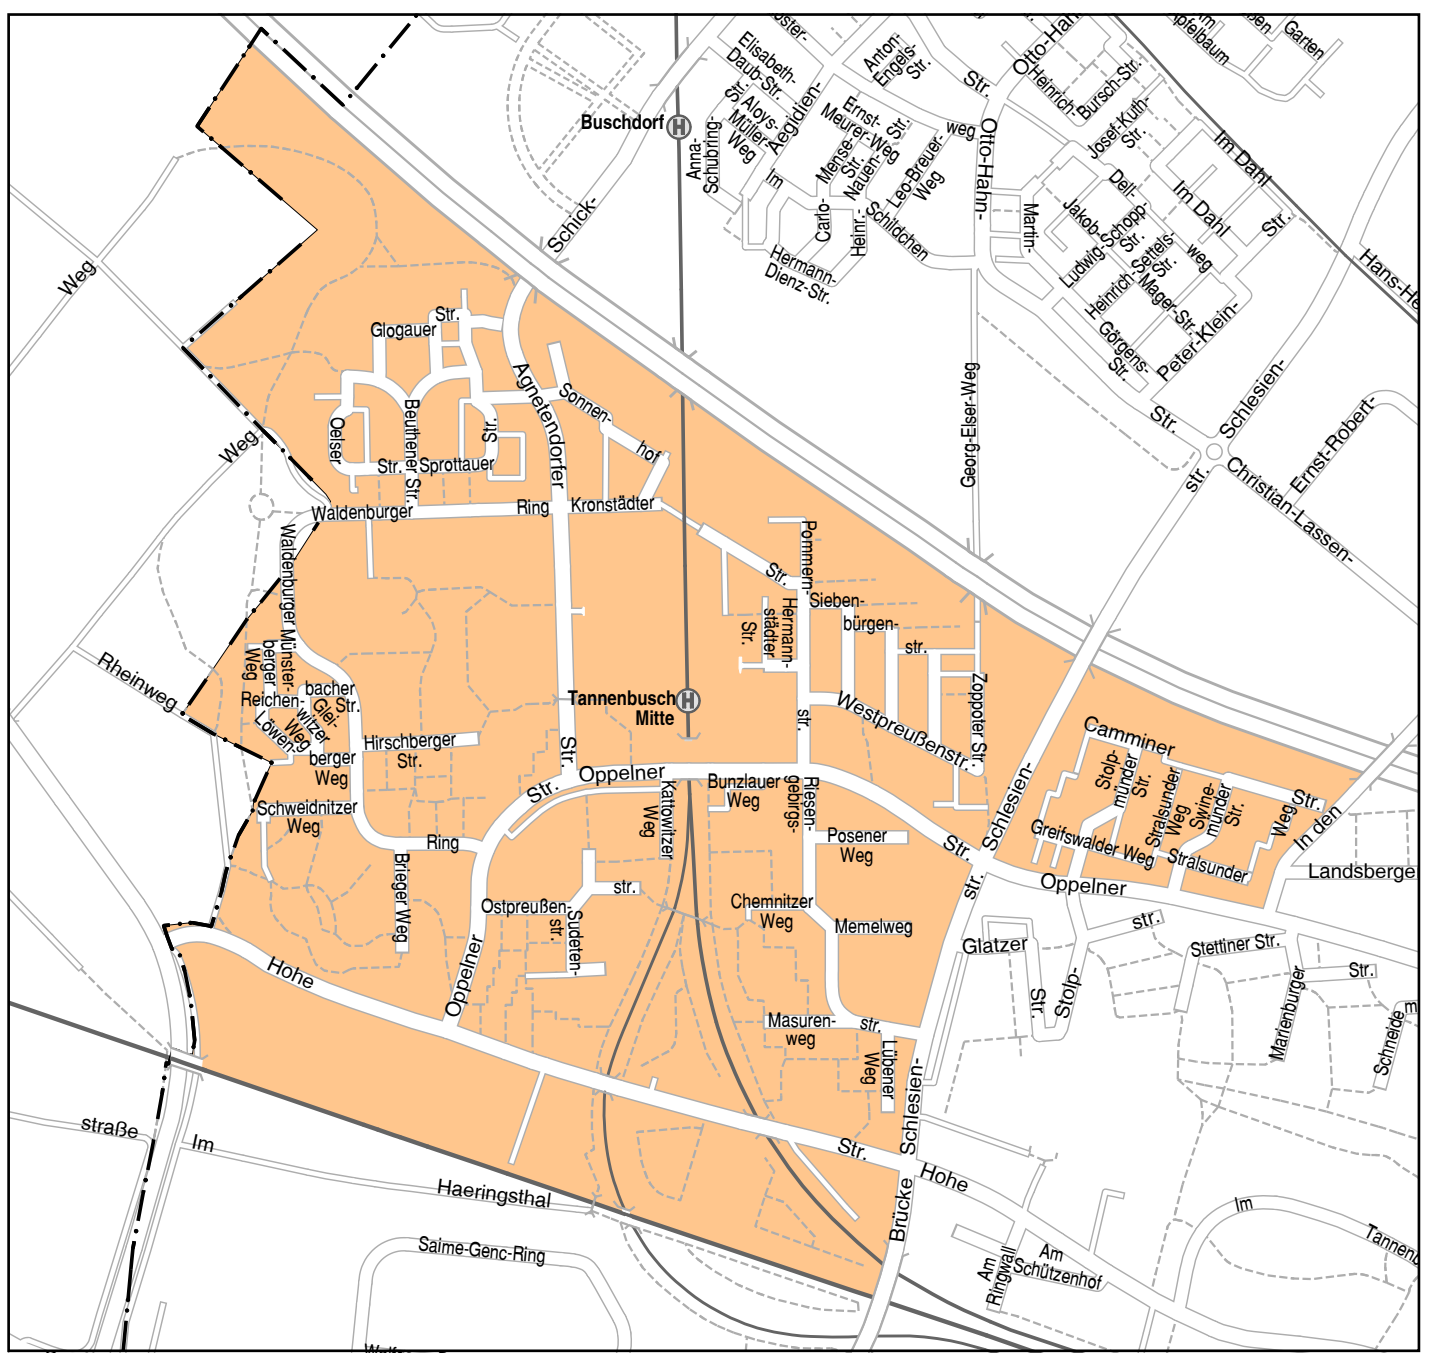 Buschdorf
H
Tannenbusch
Mitte
H
Elisabeth-
Daub-Str.
Anton-
Engels-
Str.
Str.
Otto-Hahn-
Heinrich-
Bursch-Str.
Josef-Kuth-
Str.
Apfelbaum
Garten
Str.
Aloys-
Müller-
Weg
Aegidien-
Ernst-
Meurer-Weg
Str.
weg
Anna-
Schubring-
Im
Mense-
Str.
Nauen-
Leo-Breuer-
Weg
Carlo-
Heinr.-
Schildchen
Hermann-
Dienz-Str.
Martin-
Schick-
Im Dahl
Im Dahl
Str.
Dell-
Jakob-
Schopp-
Str.
Ludwig-
Settels-
Str.
weg
Heinrich-
Mager-Str.
Görgens-
Str.
Peter-Klein-
Str.
Schlesien-
str.
Christian-Lassen-
Ernst-Robert-
Georg-Elser-Weg
Weg
Weg
Rheinweg
Glogauer
Str.
Agnetendorfer
Str.
Sonnen-
hof
Oelser
Str.
Beuthener Str.
Sprottauer
Str.
Waldenburger
Ring
Kronstädter
Str.
Waldenburger
Münster-
berger
Weg
Reichen-
bacher
Str.
Glei-
witzer
Weg
Löwen-
berger
Weg
Hirschberger
Str.
Schweidnitzer
Weg
Ring
Brieger Weg
Pommern-
str.
Hermann-
städter
Str.
Sieben-
bürgen-
str.
Westpreußenstr.
Zoppoter Str.
Oppelner
Str.
Kattowitzer
Weg
Bunzlauer
Weg
Riesen-
gebirgs-
Posener
Weg
Str.
Chemnitzer
Weg
Memelweg
Ostpreußen-
str.
Sudeten-
str.
Oppelner
Hohe
Masuren-
weg
str.
Lübener
Weg
Schlesien-
str.
Camminer
Str.
Stolp-
münder
Str.
Stralsunder
Weg
Swine-
münder
Str.
Weg
In den
Greifswalder Weg
Stralsunder
Oppelner
Landsberge
Glatzer
Str.
Stolp-
str.
Stettiner Str.
Marienburger
Str.
Schneide
m
Schlesien-
Str.
Hohe
Brücke
Am
Ringwall
Am
Schützenhof
Im
straße
Im
Haeringsthal
Saime-Genc-Ring